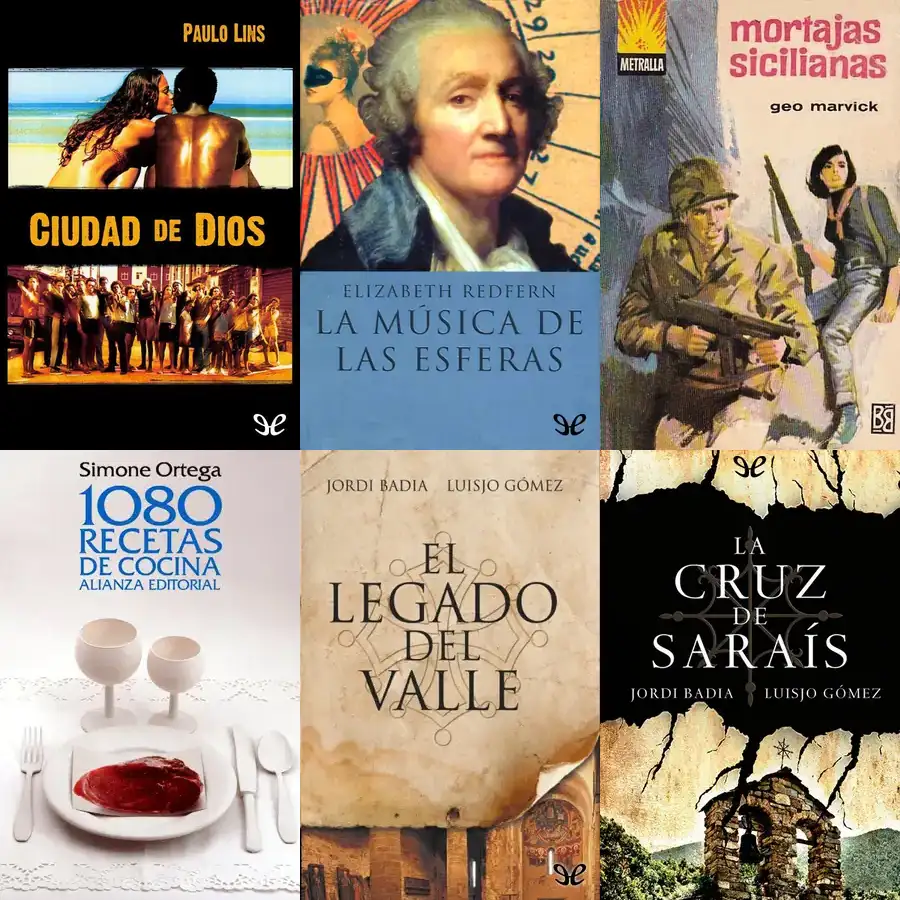 PAULO LINS
CIUDAD DE DIOS
ELIZABETH REDFERN
LA MÚSICA DE
LAS ESFERAS
METRALLA
mortajas
sicilianas
geo marvick
BB
Simone Ortega
1080
RECETAS
DE COCINA
ALIANZA EDITORIAL
JORDI BADIA LUISJO GÓMEZ
EL
LEGADO
DEL
VALLE
LA
CRUZ
DE
SARAÍS
JORDI BADIA LUISJO GÓMEZ